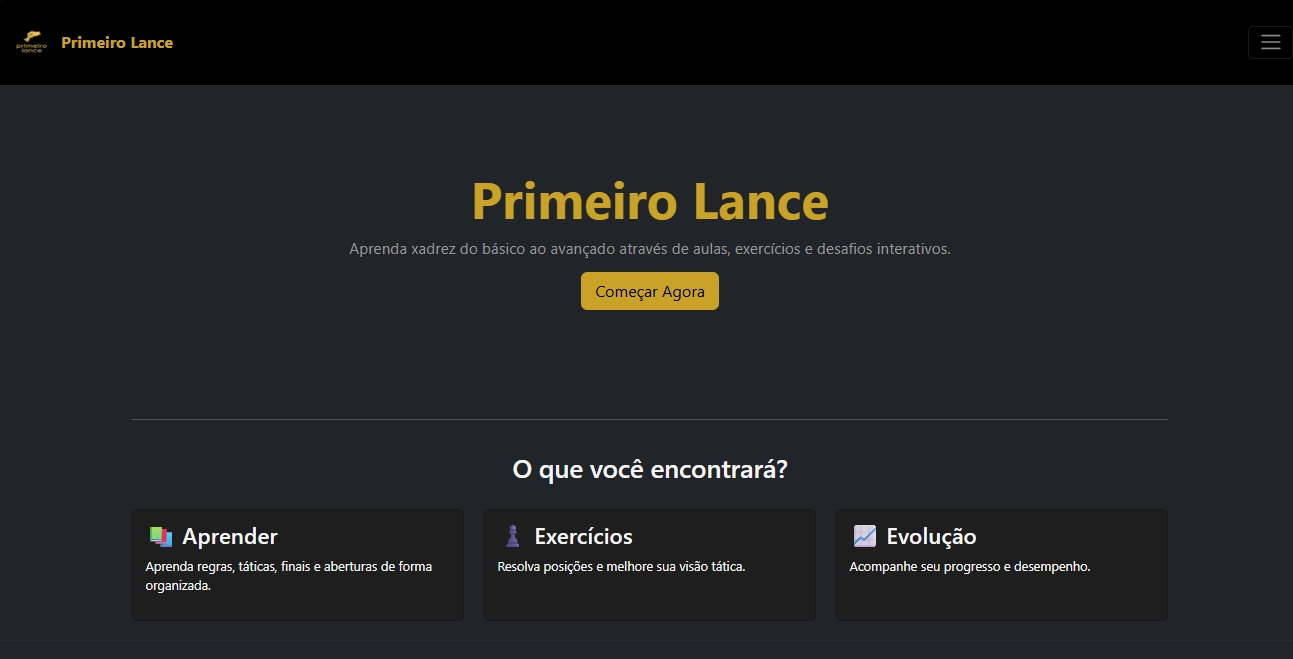 primeiro
lance
Primeiro Lance
Primeiro Lance
Aprenda xadrez do básico ao avançado através de aulas, exercícios e desafios interativos.
Começar Agora
O que você encontrará?
Aprender
Aprenda regras, táticas, finais e aberturas de forma
organizada.
Exercícios
Resolva posições e melhore sua visão tática.
Evolução
Acompanhe seu progresso e desempenho.